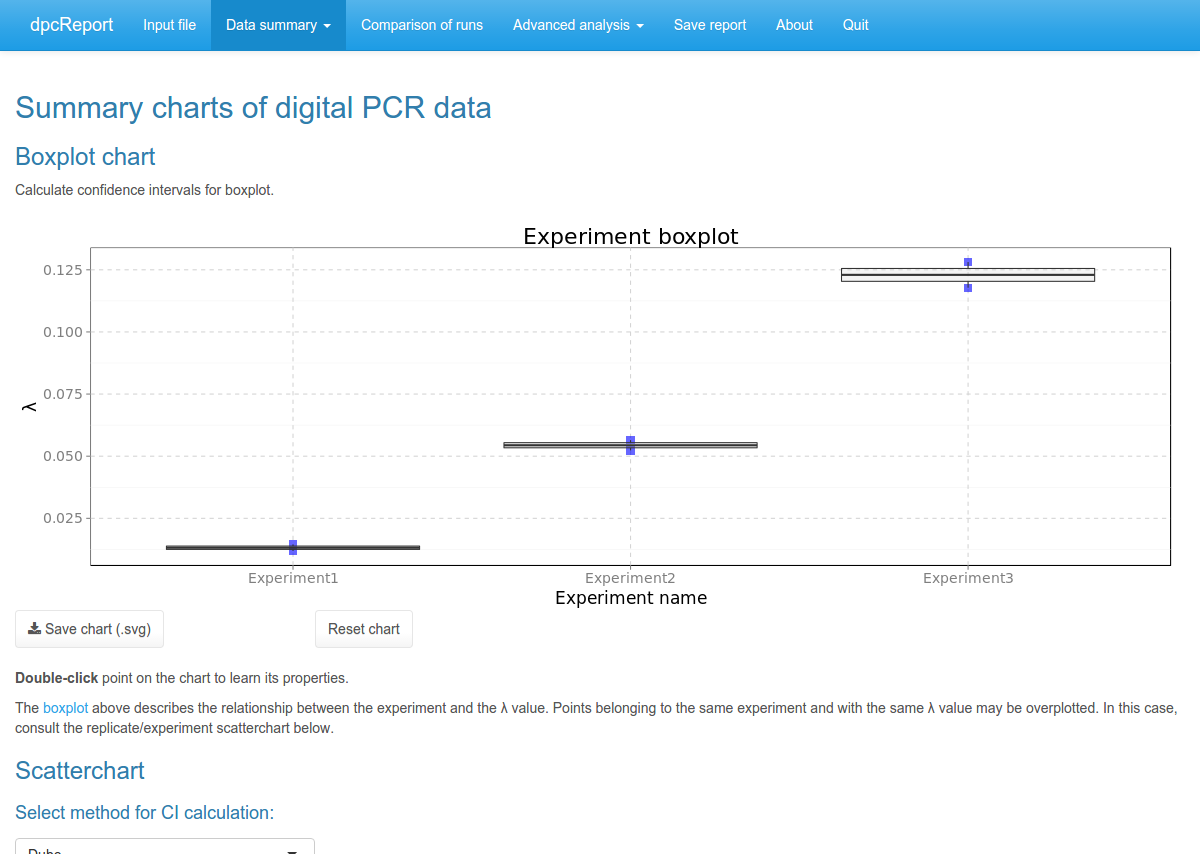 dpcReport Input file Data summary Comparison of runs Advanced analysis Save report About Quit
Summary charts of digital PCR data
Boxplot chart
Calculate confidence intervals for boxplot.
Experiment boxplot
0.125
0.100
0.075
λ
0.050
0.025
Experiment1 Experiment2 Experiment3
Experiment name
Save chart (.svg) Reset chart
Double-click point on the chart to learn its properties.
The boxplot above describes the relationship between the experiment and the λ value. Points belonging to the same experiment and with the same λ value may be overplotted. In this case,
consult the replicate/experiment scatterchart below.
Scatterchart
Select method for CI calculation: